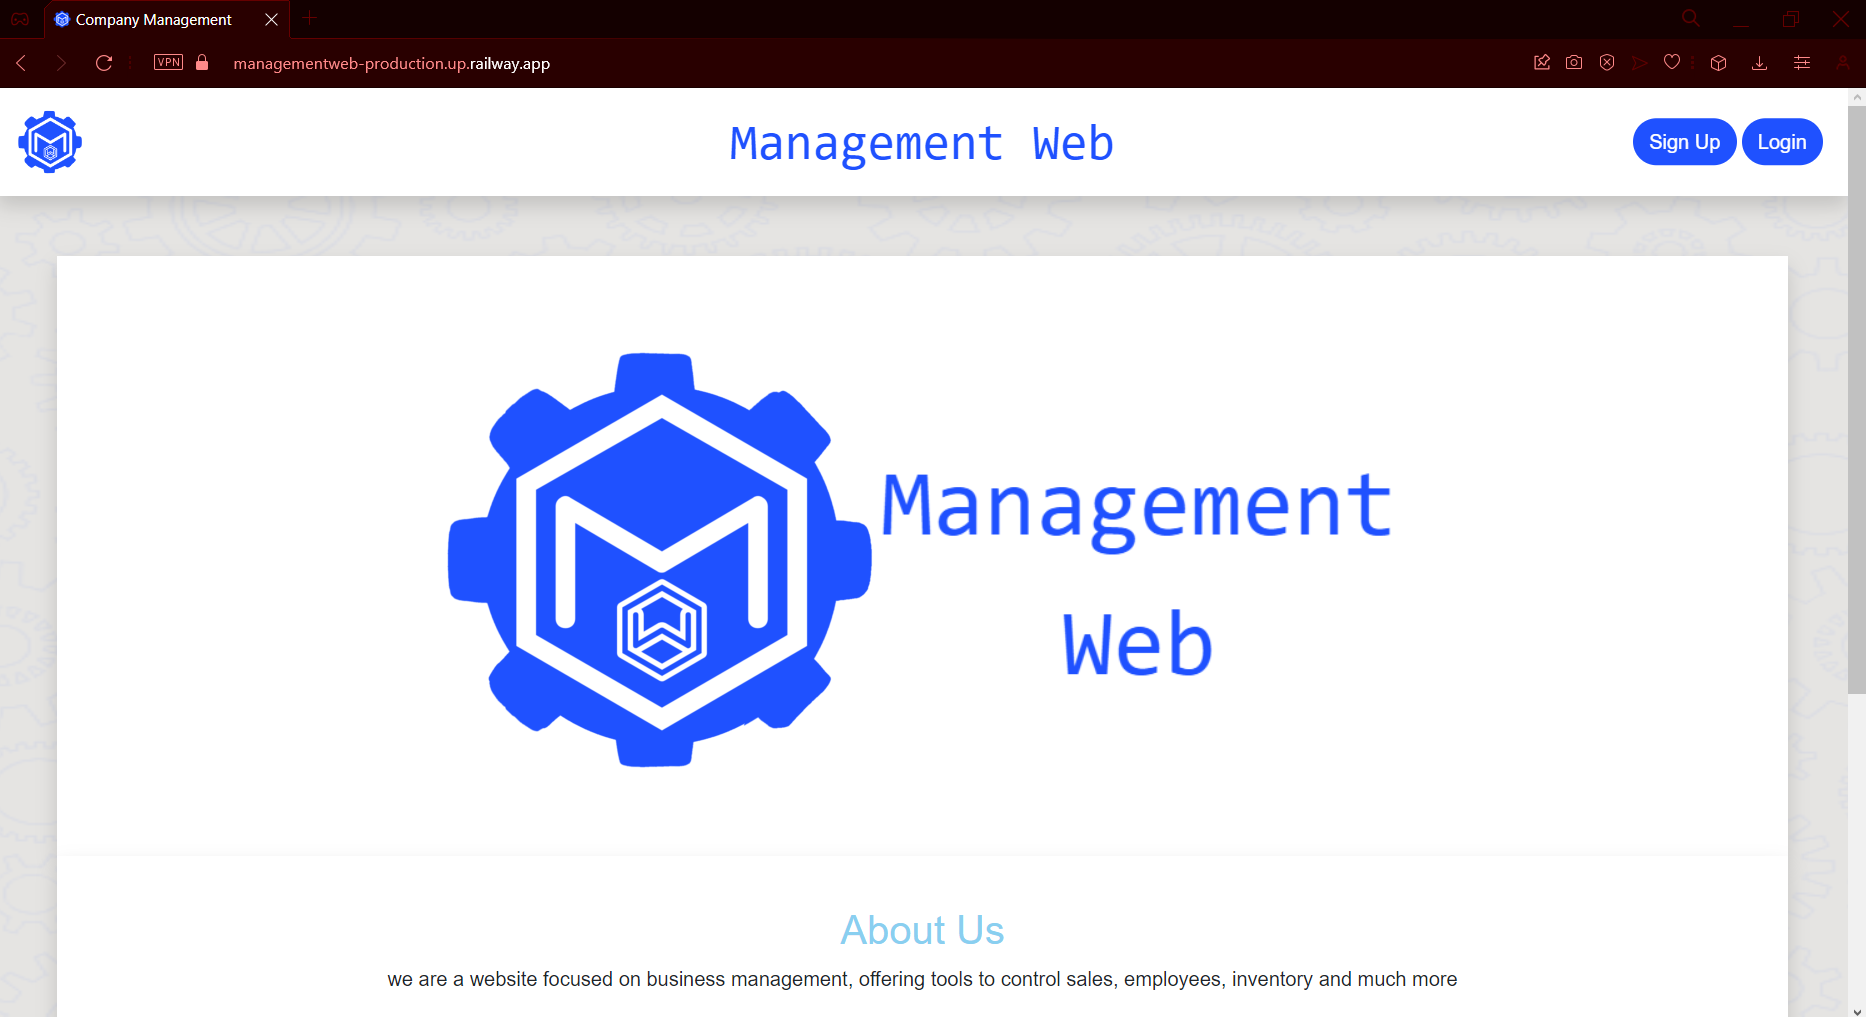 Company Management
VPN
managementweb-production.up.railway.app
Management Web
Sign Up
Login
Management
Web
About Us
we are a website focused on business management, offering tools to control sales, employees, inventory and much more